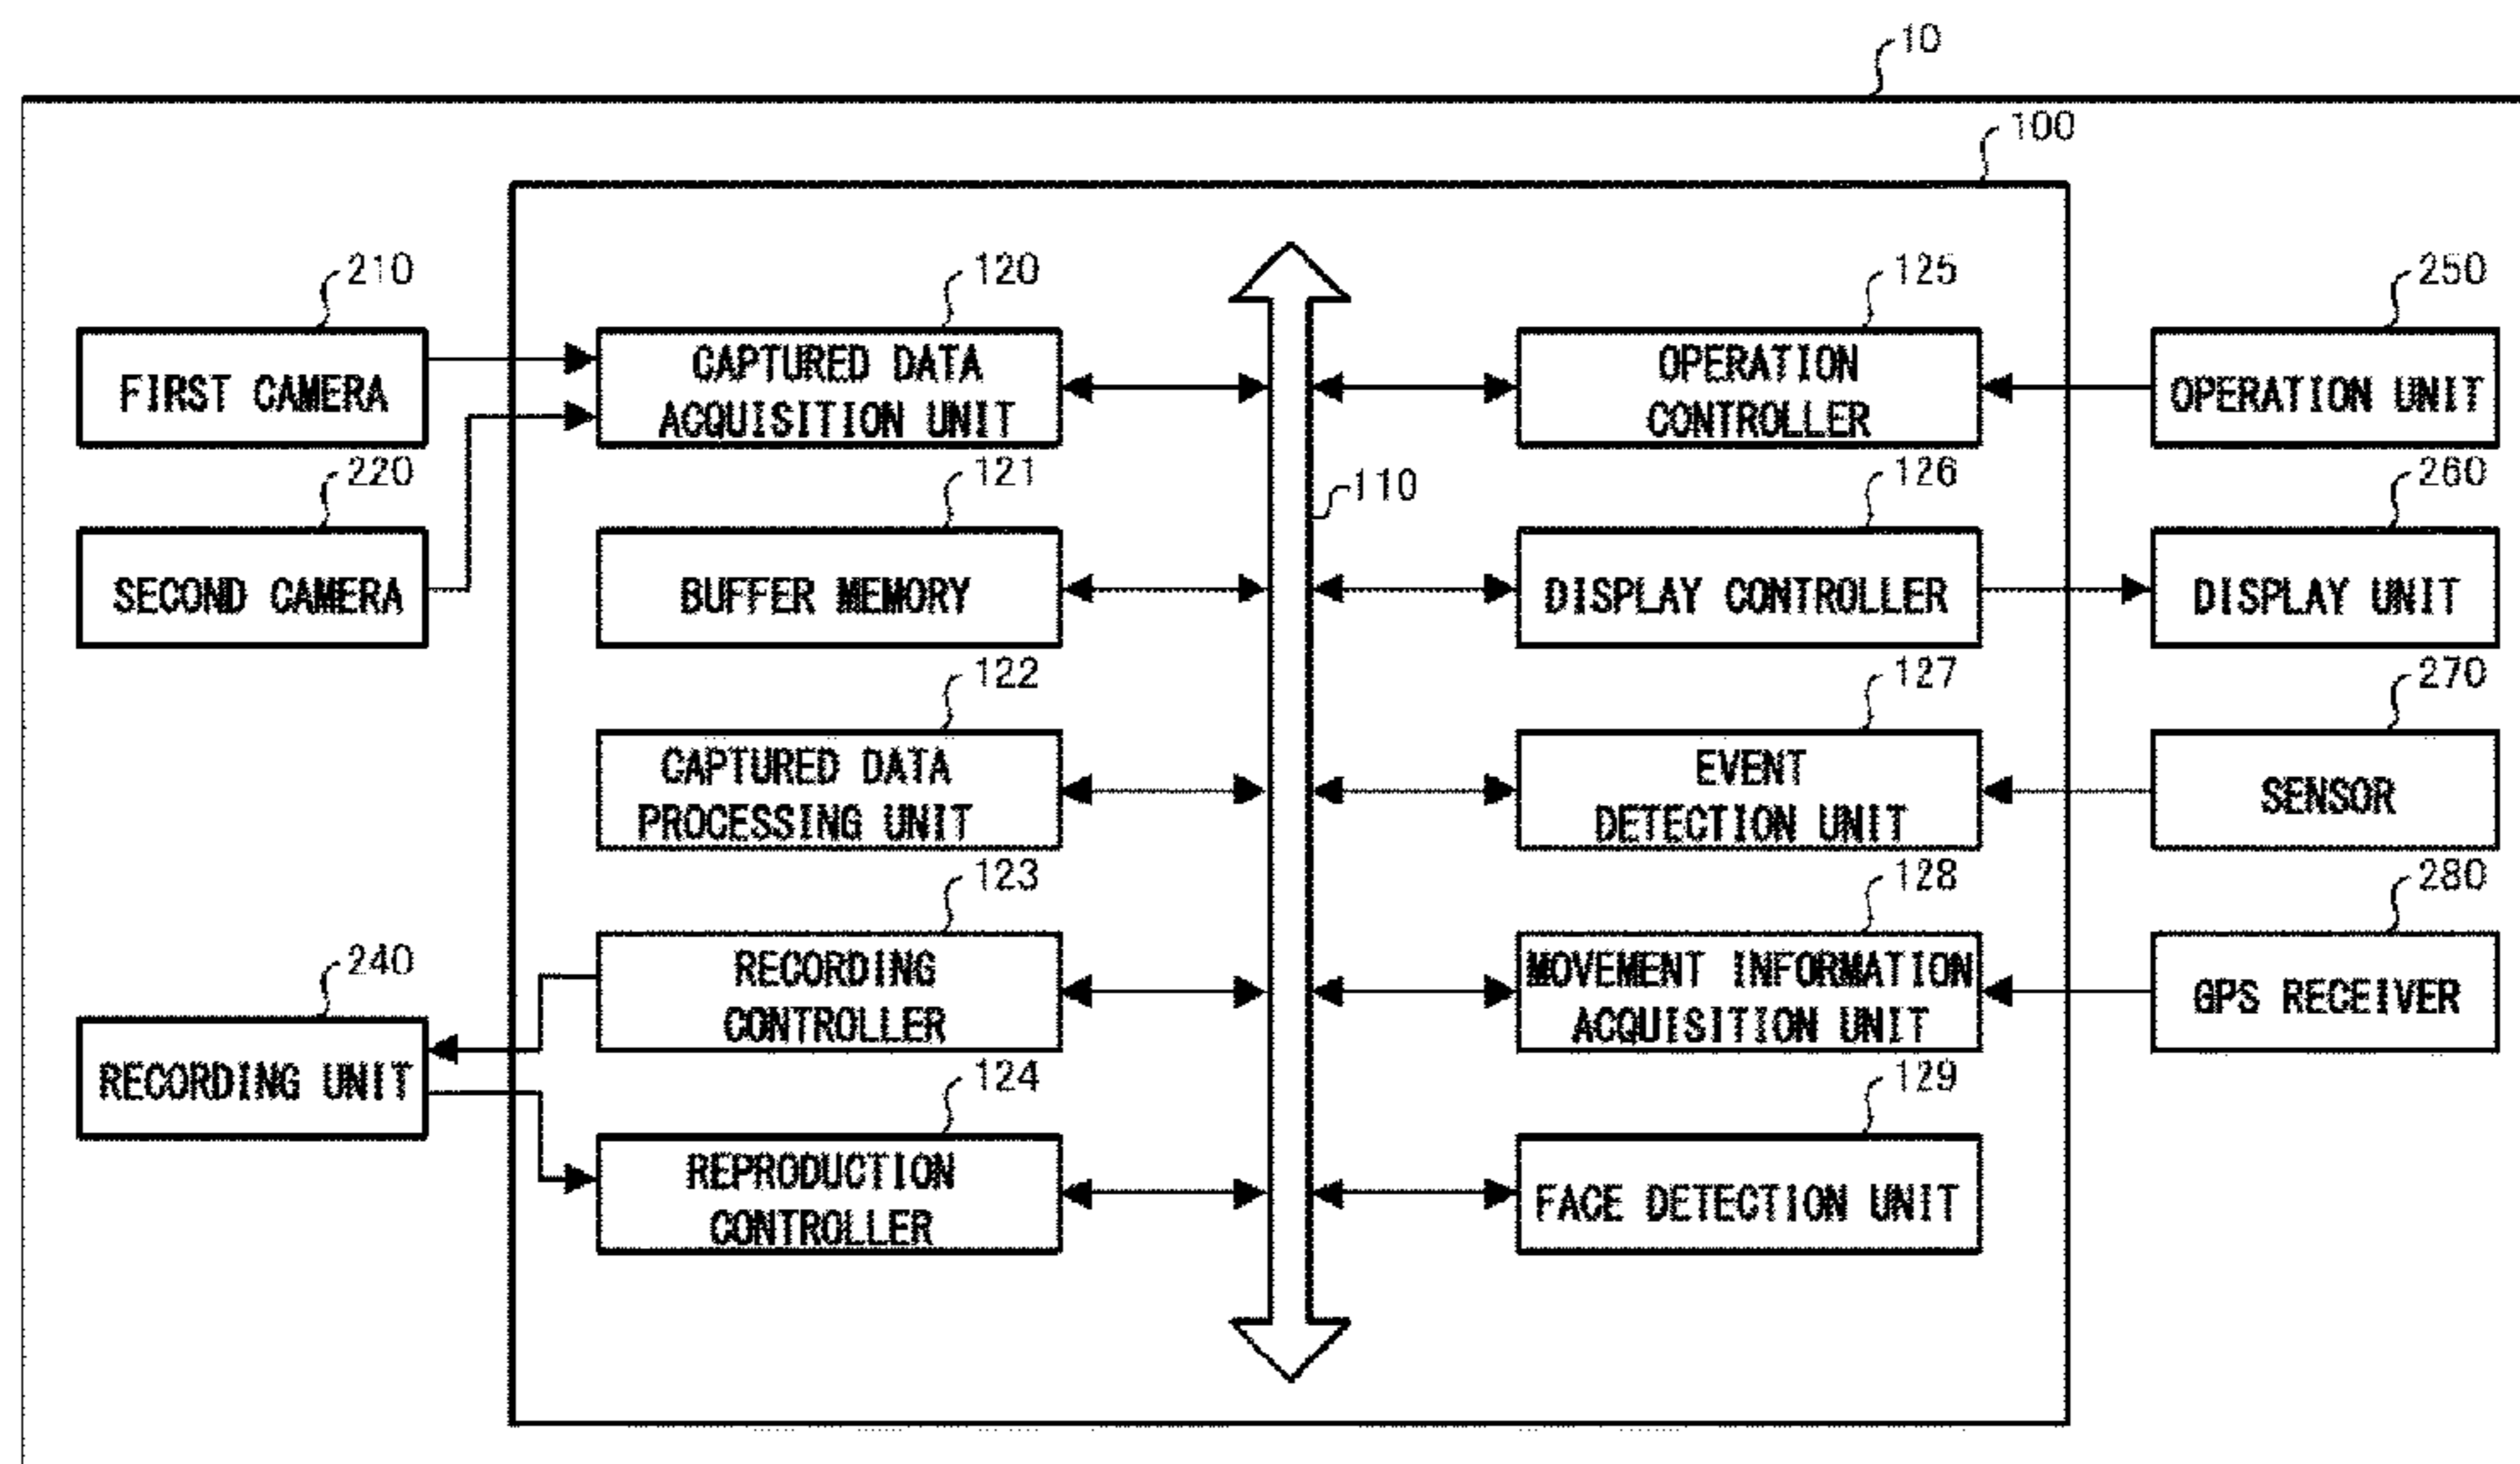 10
100
210
120
125
250
FIRST CAMERA
CAPTURED DATA
ACQUISITION UNIT
OPERATION
CONTROLLER
OPERATION UNIT
220
121
110
126
260
SECOND CAMERA
BUFFER MEMORY
DISPLAY CONTROLLER
DISPLAY UNIT
122
127
270
CAPTURED DATA
PROCESSING UNIT
EVENT
DETECTION UNIT
SENSOR
123
128
280
240
RECORDING
CONTROLLER
MOVEMENT INFORMATION
ACQUISITION UNIT
GPS RECEIVER
RECORDING UNIT
124
129
REPRODUCTION
CONTROLLER
FACE DETECTION UNIT